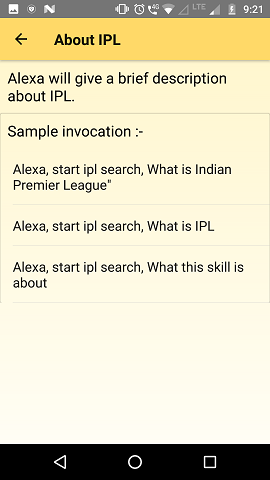 LTE 9:21
About IPL
Alexa will give a brief description
about IPL.
Sample invocation :-
Alexa, start ipl search, What is Indian
Premier League"
Alexa, start ipl search, What is IPL
Alexa, start ipl search, What this skill is
about